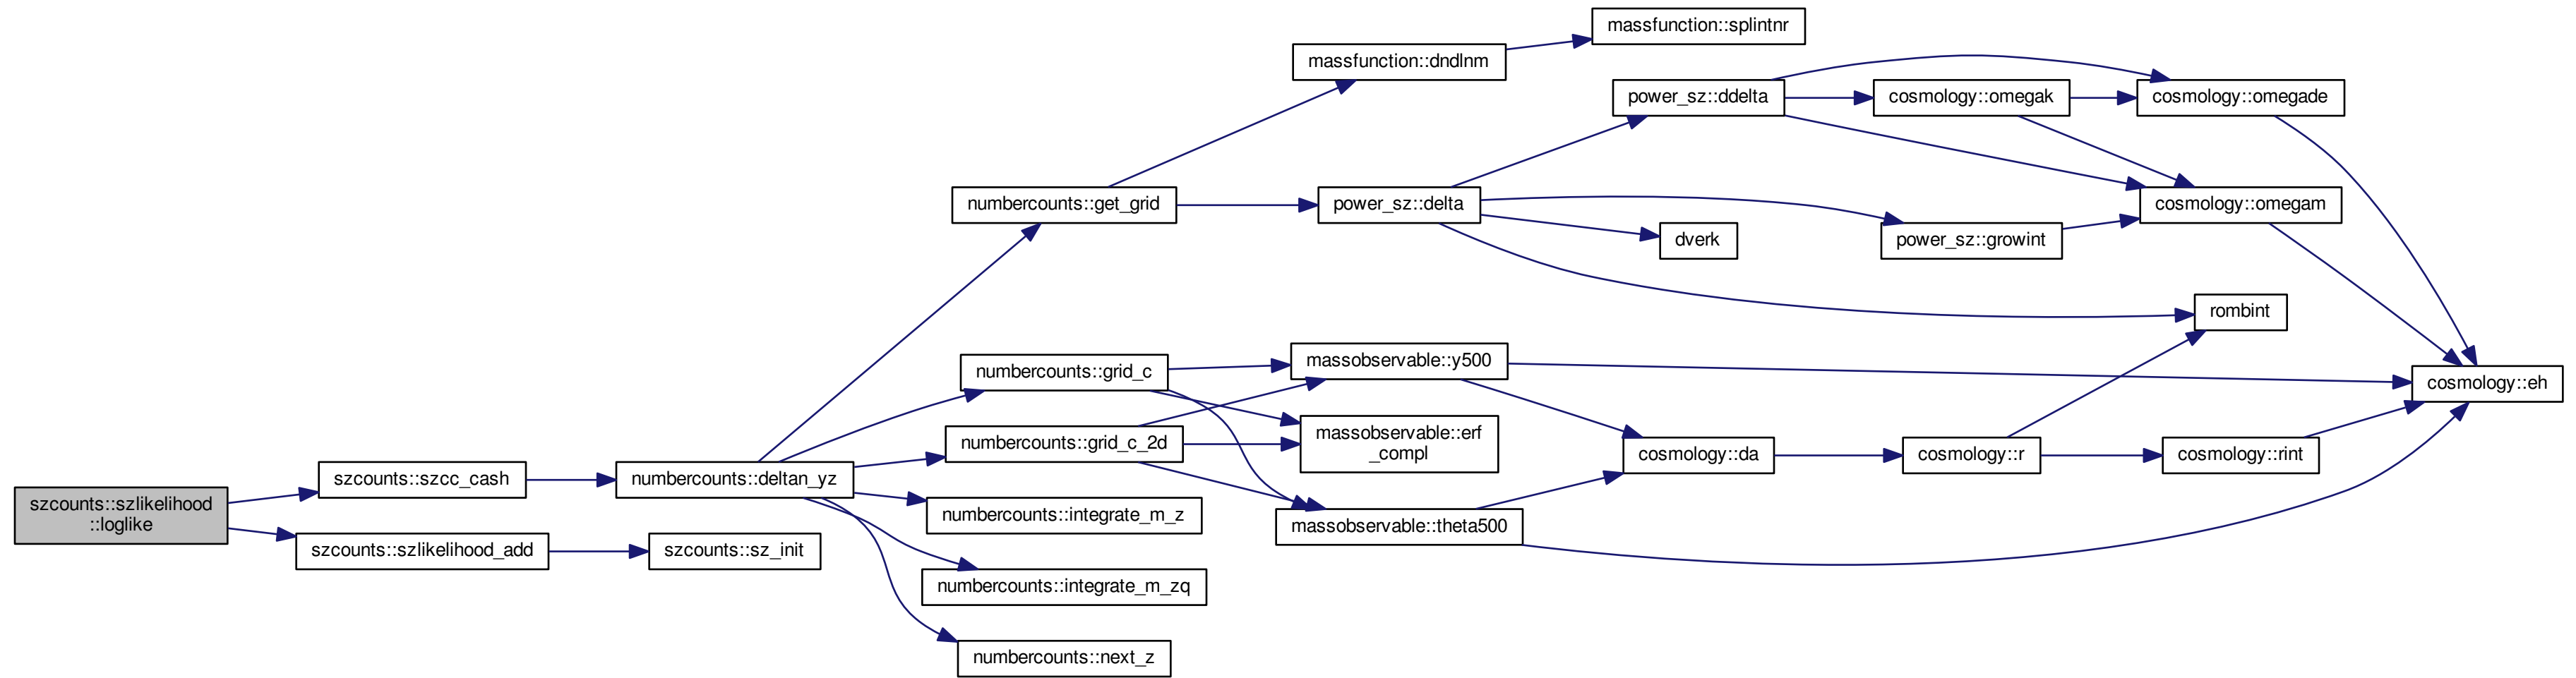 massfunction::splintnr
massfunction::dndlnm
power_sz::ddelta
cosmology::omegak
cosmology::omegade
numbercounts::get_grid
power_sz::delta
cosmology::omegam
dverk
power_sz::growint
rombint
numbercounts::grid_c
massobservable::y500
cosmology::eh
numbercounts::grid_c_2d
massobservable::erf
_compl
cosmology::da
cosmology::r
cosmology::rint
szcounts::szcc_cash
numbercounts::deltan_yz
szcounts::szlikelihood
::loglike
numbercounts::integrate_m_z
massobservable::theta500
szcounts::szlikelihood_add
szcounts::sz_init
numbercounts::integrate_m_zq
numbercounts::next_z